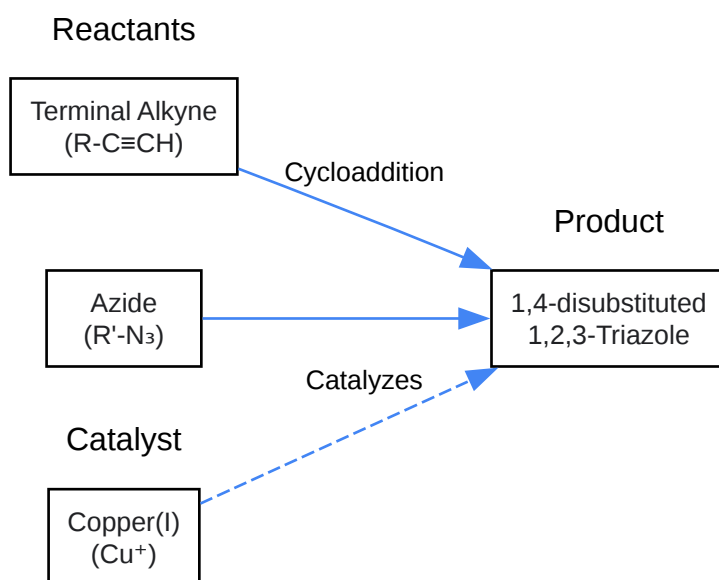 Reactants
Terminal Alkyne
(R-C≡CH)
Cycloaddition
Product
Azide
(R'-N₃)
1,4-disubstituted
1,2,3-Triazole
Catalyzes
Catalyst
Copper(I)
(Cu⁺)